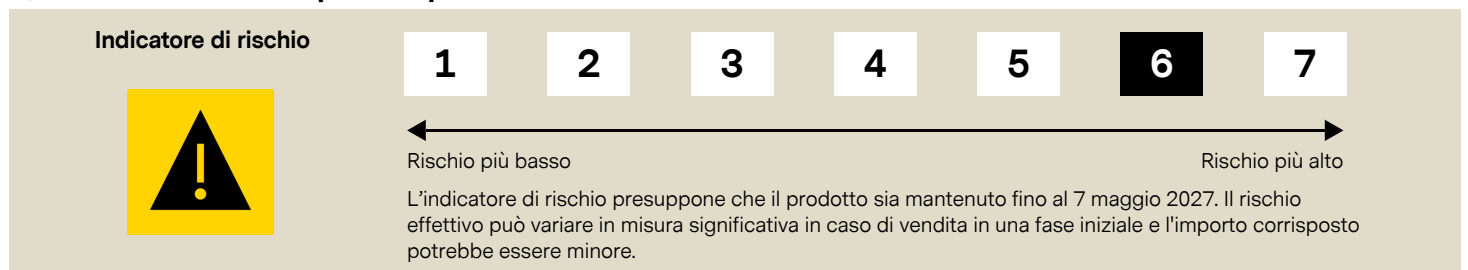 Indicatore di rischio
1 2 3 4 5 6 7
Rischio più basso Rischio più alto
L'indicatore di rischio presuppone che il prodotto sia mantenuto fino al 7 maggio 2027. Il rischio
effettivo può variare in misura significativa in caso di vendita in una fase iniziale e l'importo corrisposto
potrebbe essere minore.